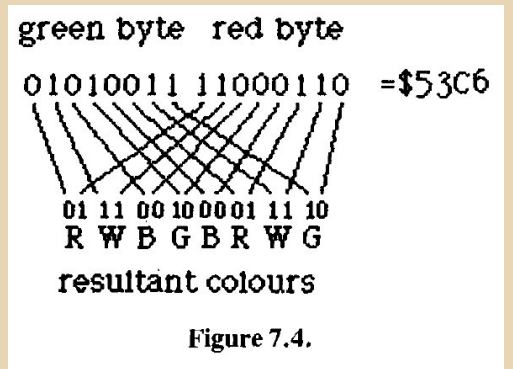 green byte red byte
01010011 11000110 =$53C6
01 11 00 10 00 01 11 10
R W B G B R W G
resultant colours
Figure 7.4.